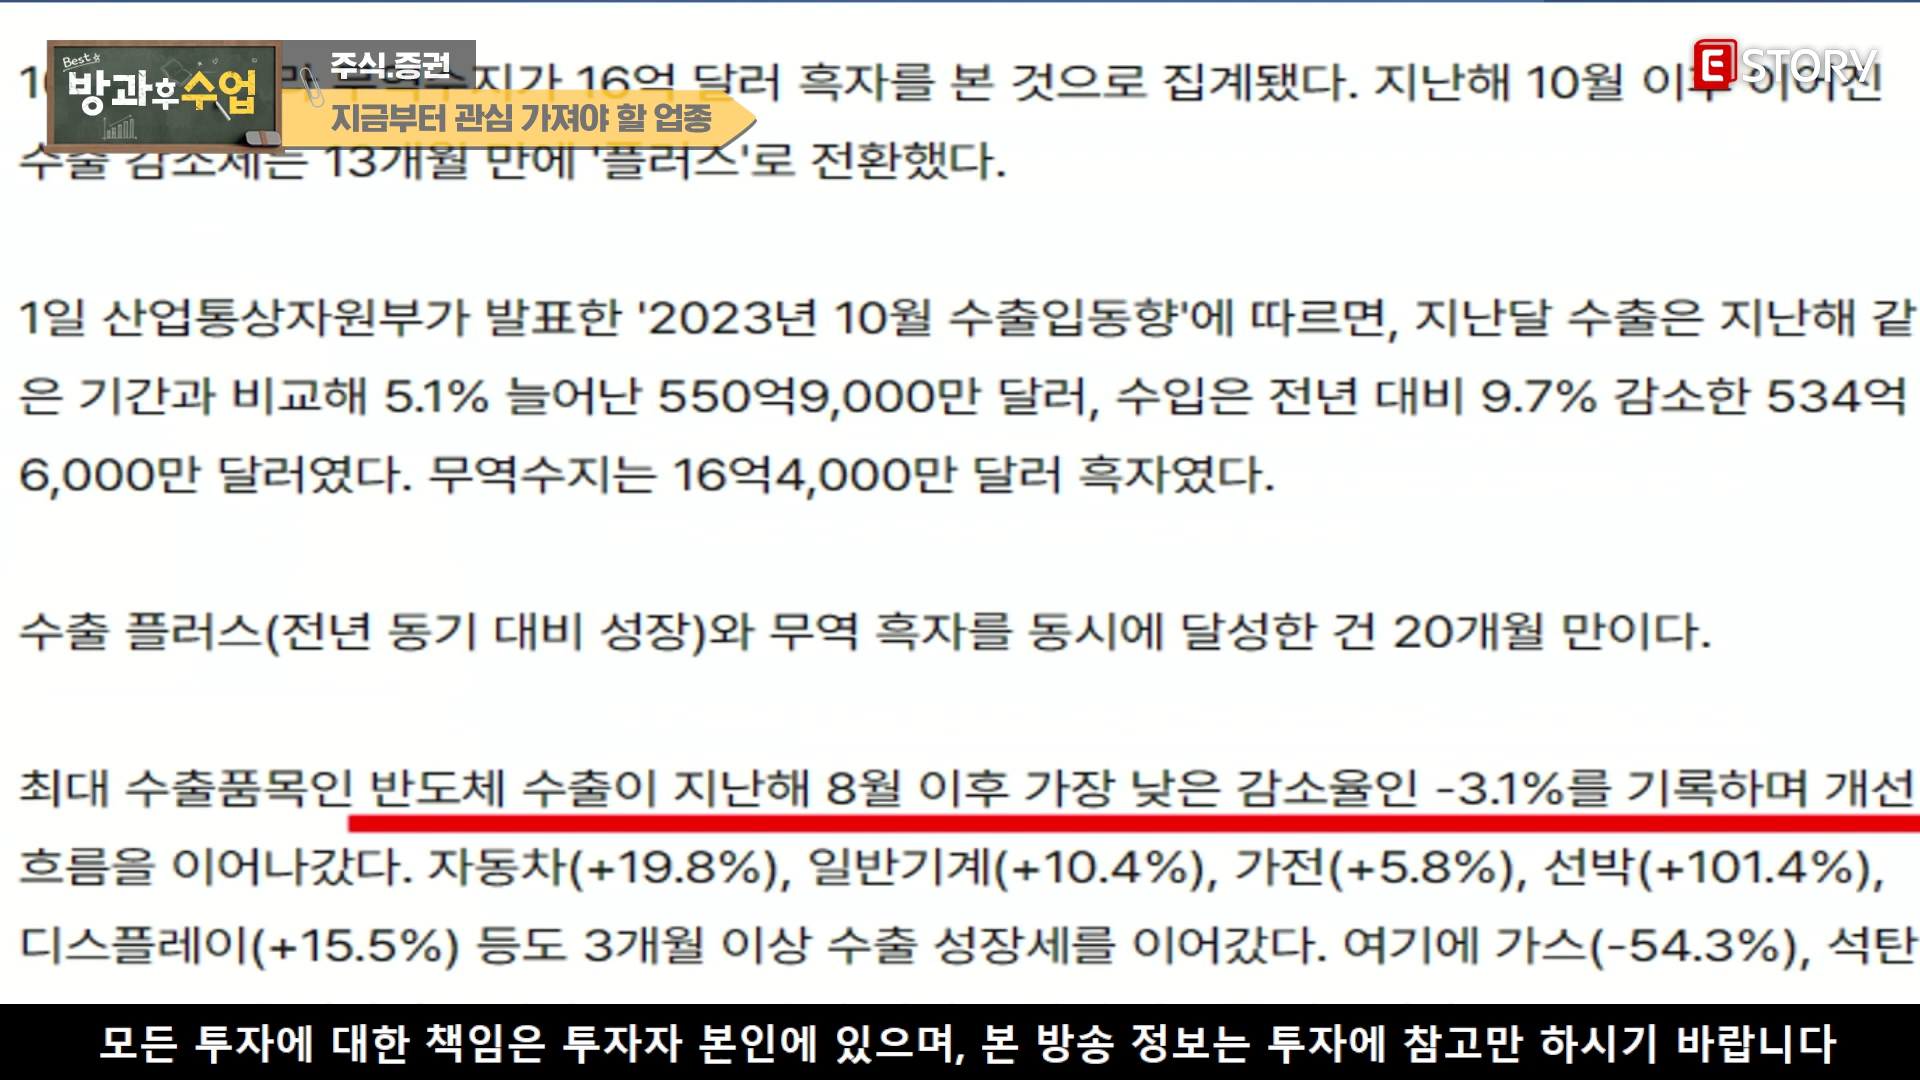 Best
방과후수업
주식.증권
지금부터 관심 가져야 할 업종
E STORY
16억 달러 흑자를 본 것으로 집계됐다. 지난해 10월 이후 이어진
수출 감소세는 13개월 만에 '플러스'로 전환했다.
1일 산업통상자원부가 발표한 '2023년 10월 수출입동향'에 따르면, 지난달 수출은 지난해 같
은 기간과 비교해 5.1% 늘어난 550억9,000만 달러, 수입은 전년 대비 9.7% 감소한 534억
6,000만 달러였다. 무역수지는 16억4,000만 달러 흑자였다.
수출 플러스(전년 동기 대비 성장)와 무역 흑자를 동시에 달성한 건 20개월 만이다.
최대 수출품목인 반도체 수출이 지난해 8월 이후 가장 낮은 감소율인 -3.1%를 기록하며 개선
흐름을 이어나갔다. 자동차(+19.8%), 일반기계(+10.4%), 가전(+5.8%), 선박(+101.4%),
디스플레이(+15.5%) 등도 3개월 이상 수출 성장세를 이어갔다. 여기에 가스(-54.3%), 석탄
모든 투자에 대한 책임은 투자자 본인에 있으며, 본 방송 정보는 투자에 참고만 하시기 바랍니다